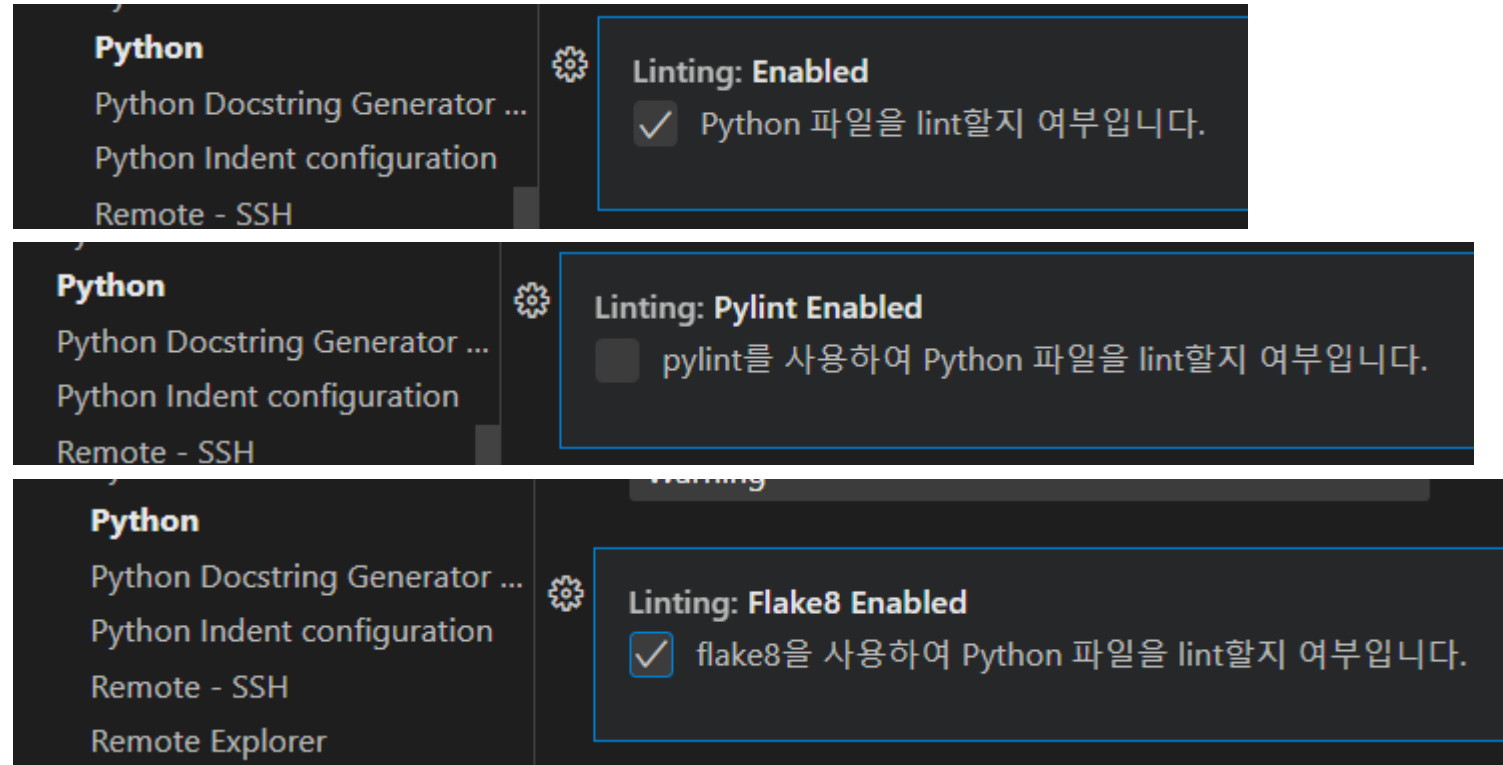 Python
Python Docstring Generator ...
Python Indent configuration
Remote - SSH
Linting: Enabled
Python 파일을 lint할지 여부입니다.
Python
Python Docstring Generator ...
Python Indent configuration
Remote - SSH
Linting: Pylint Enabled
pylint를 사용하여 Python 파일을 lint할지 여부입니다.
Python
Python Docstring Generator ...
Python Indent configuration
Remote - SSH
Remote Explorer
Warning
Linting: Flake8 Enabled
flake8을 사용하여 Python 파일을 lint할지 여부입니다.